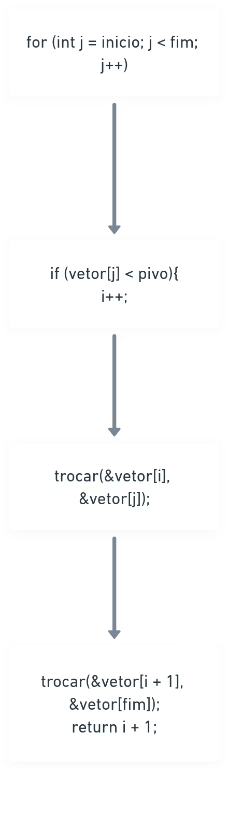 for (int j = inicio; j < fim;
j++)
if (vetor[j] < pivo){
i++;
trocar(&vetor[i],
&vetor[j]);
trocar(&vetor[i + 1],
&vetor[fim]);
return i + 1;